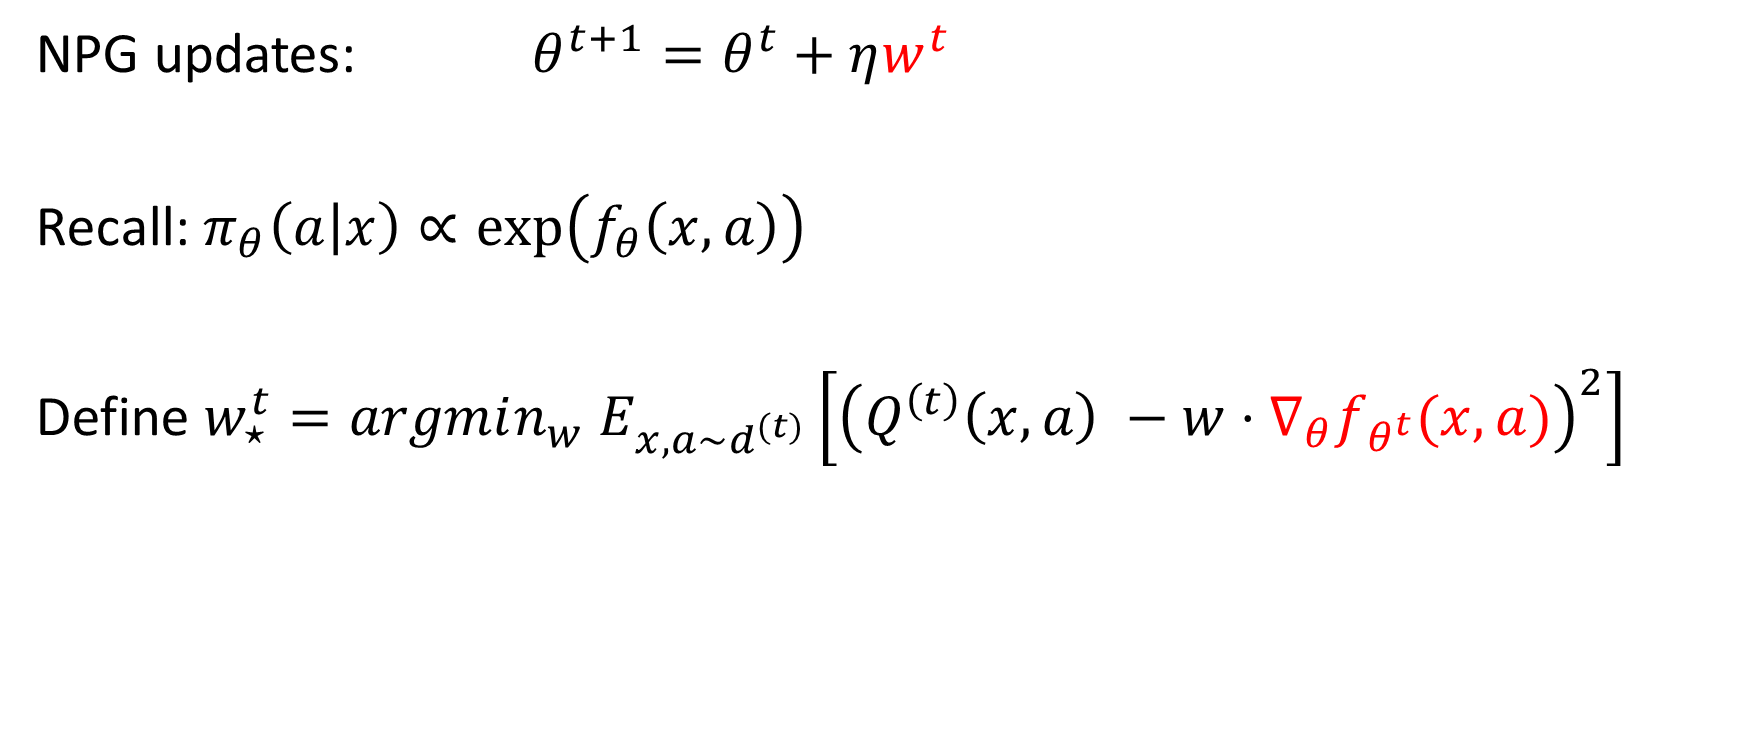 NPG updates: θ^{t+1} = θ^t + ηw^t
Recall: π_θ(a|x) ∝ exp(f_θ(x, a))
Define w_⋆^t = argmin_w E_{x,a~d^{(t)}} [(Q^{(t)}(x, a) − w · ∇_θ f_{θ^t}(x, a))^2]